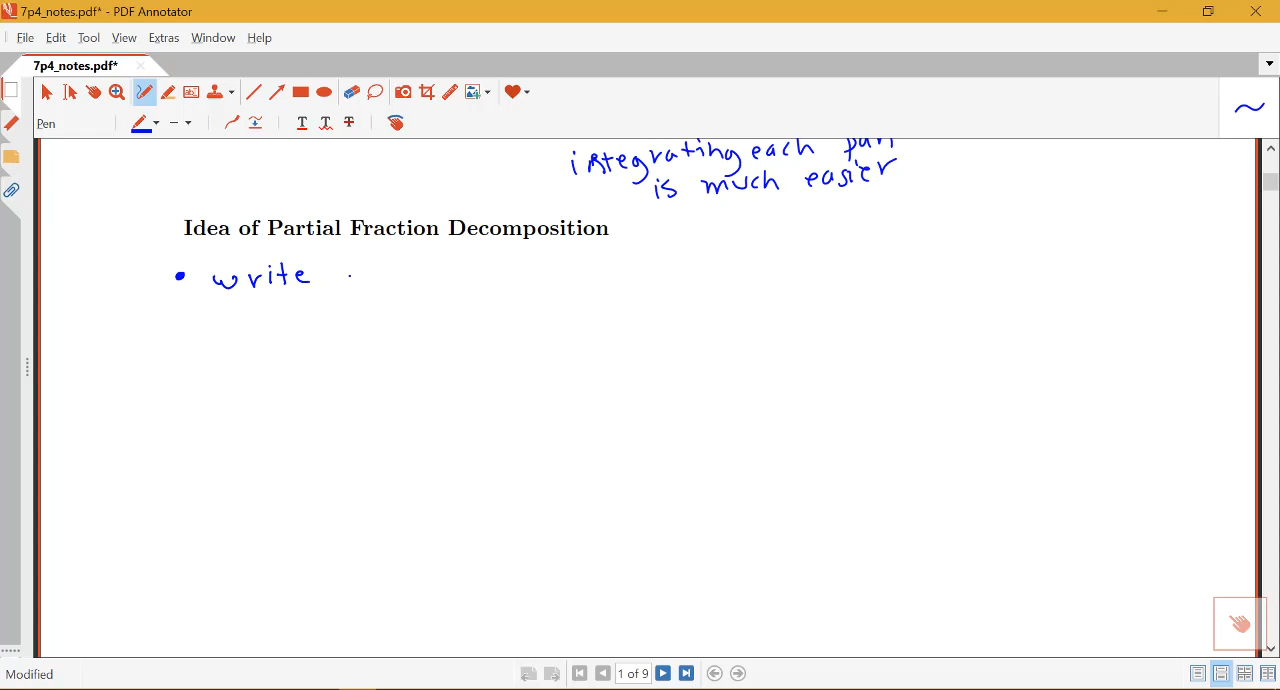 7p4_notes.pdf* - PDF Annotator
File Edit Tool View Extras Window Help
7p4_notes.pdf*
Pen
integrating each
is much easier
Idea of Partial Fraction Decomposition
• write
Modified
1 of 9